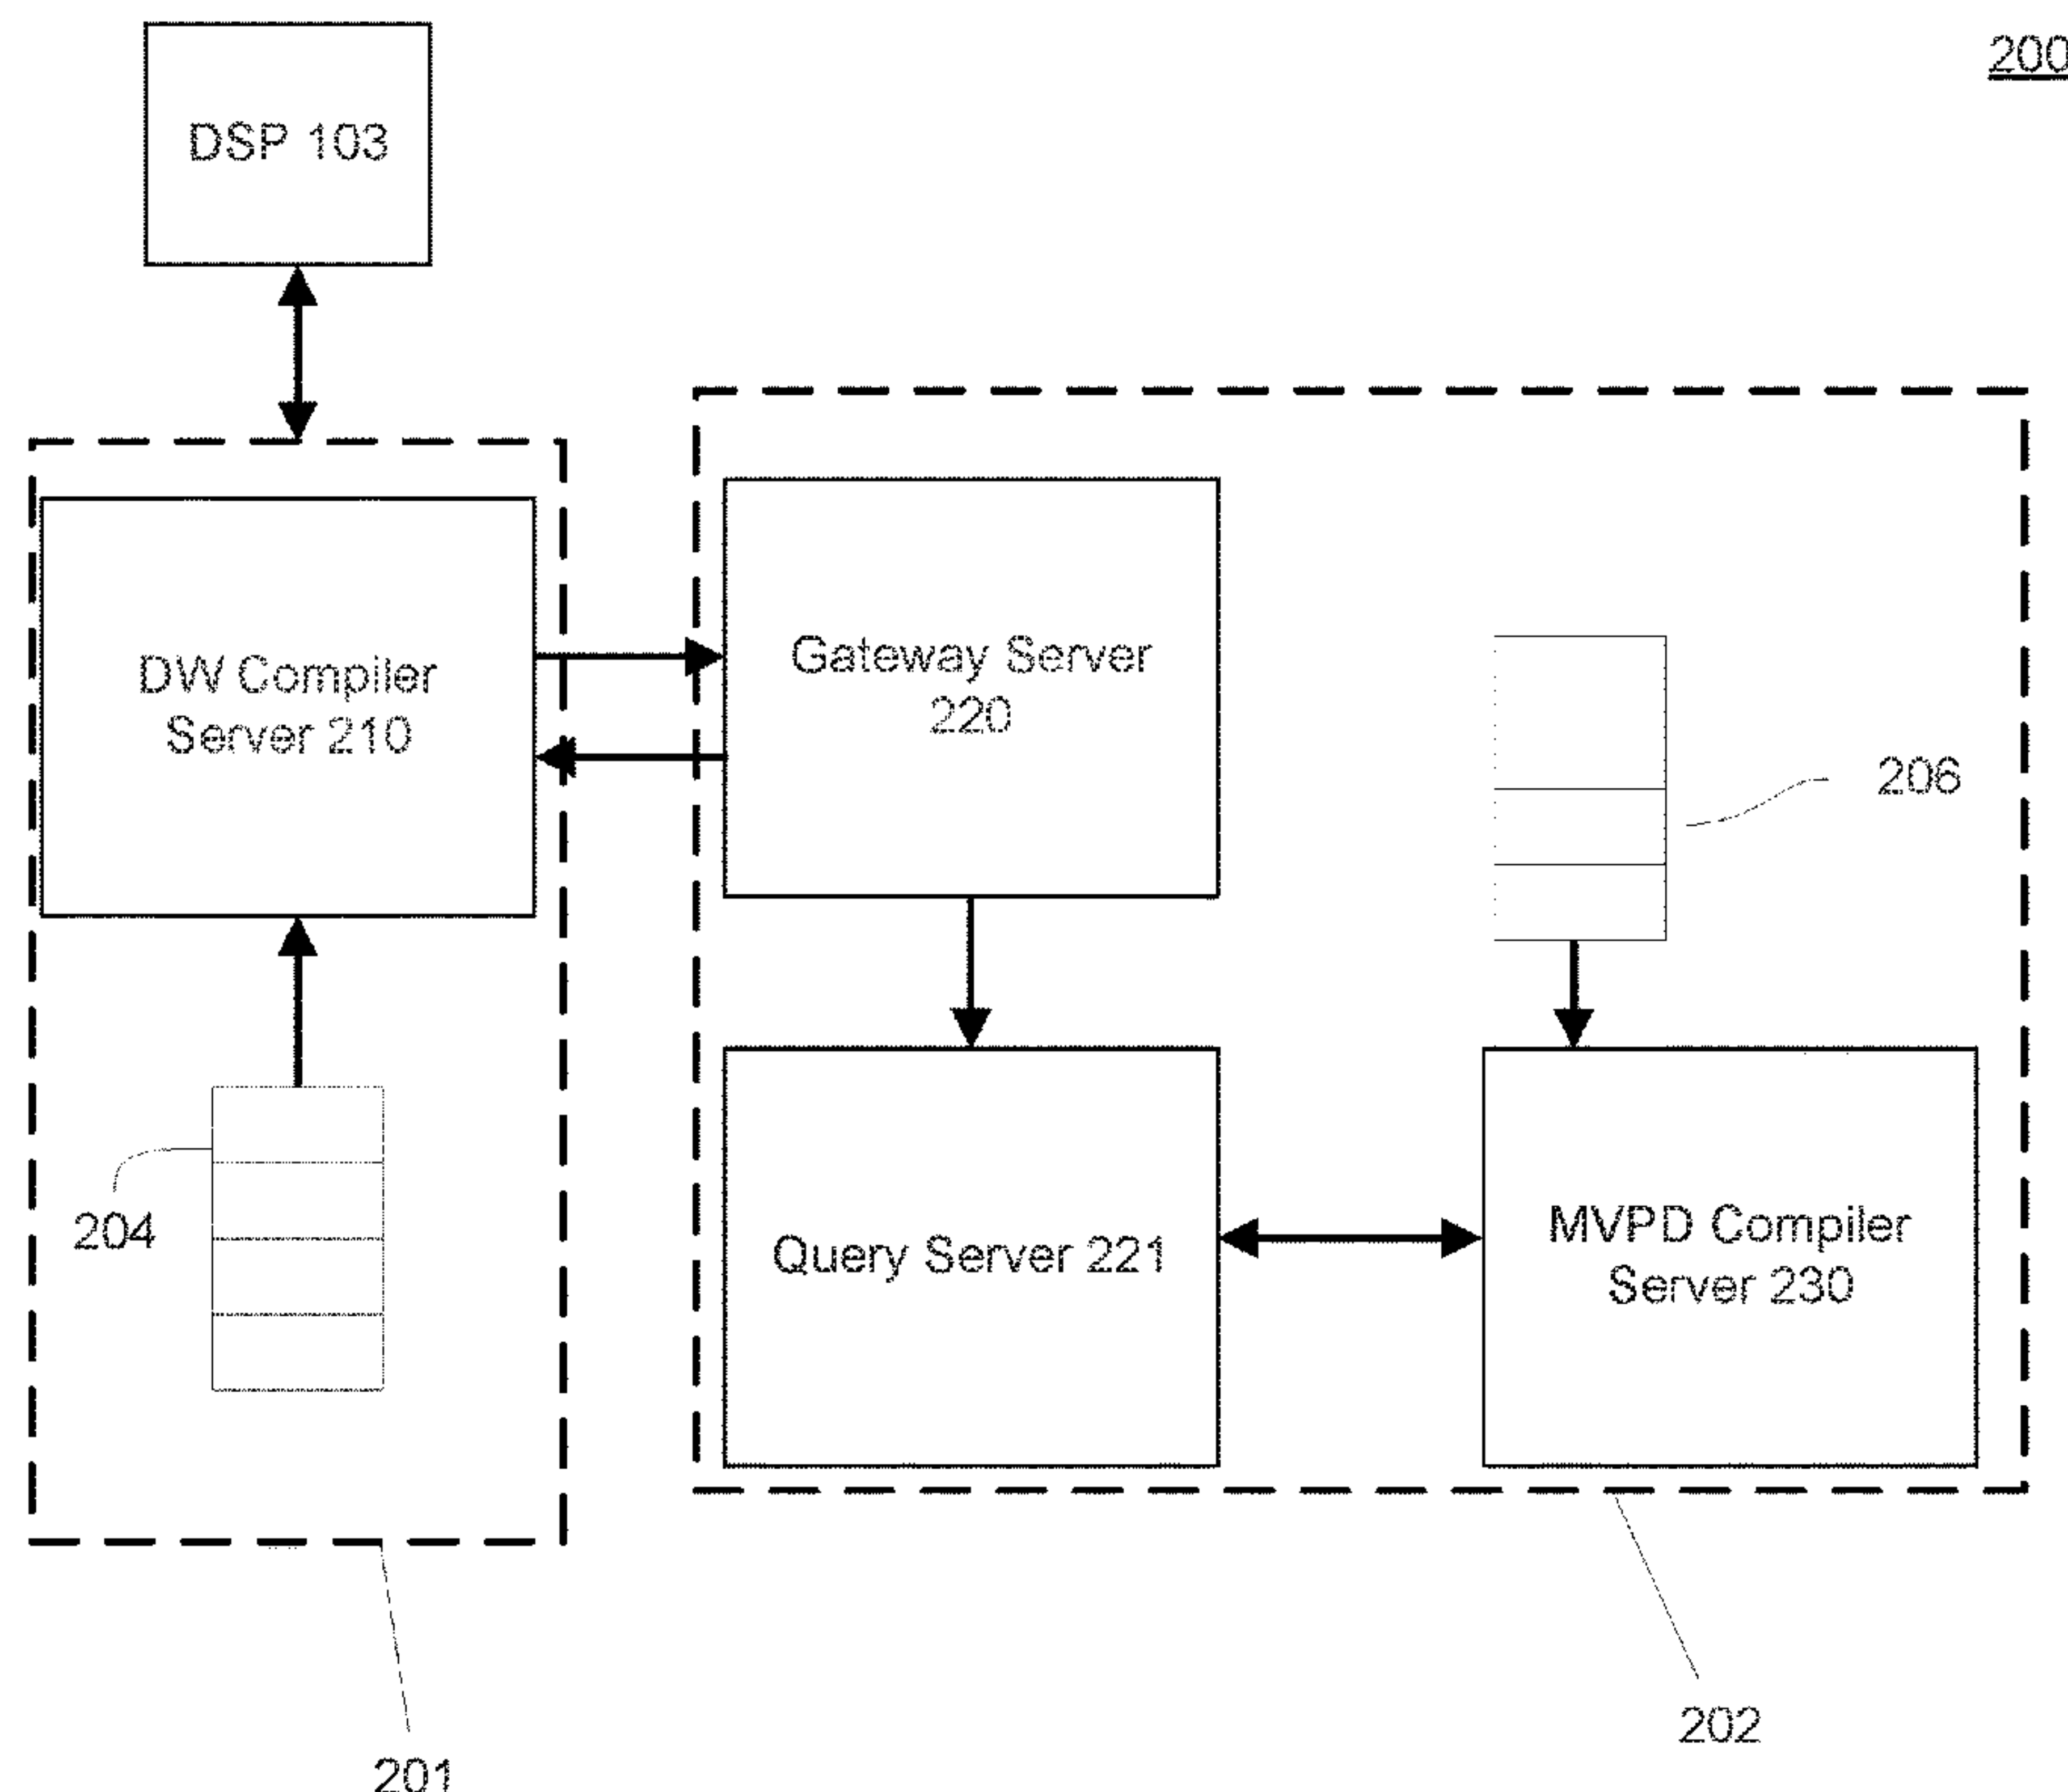 200
DSP 103
DW Compiler
Server 210
Gateway Server
220
206
204
Query Server 221
MVPD Compiler
Server 230
202
201